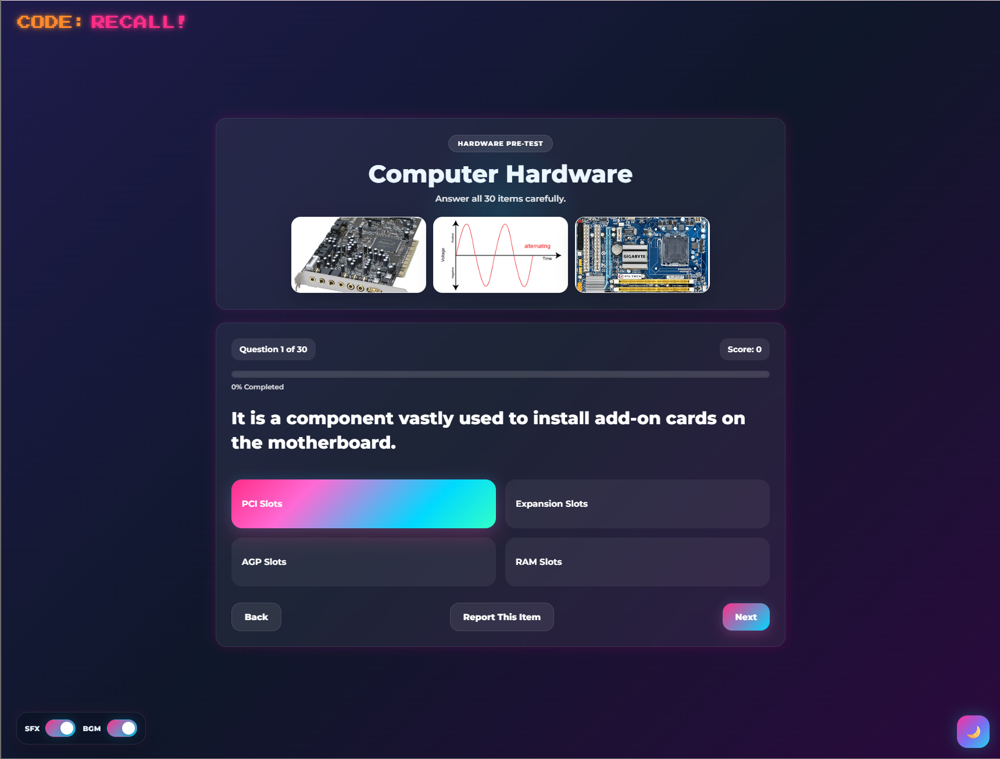 CODE: RECALL!
HARDWARE PRE-TEST
Computer Hardware
Answer all 30 items carefully.
Voltage
Positive
Negative
alternating
Time
GIGABYTE
Question 1 of 30
Score: 0
0% Completed
It is a component vastly used to install add-on cards on
the motherboard.
PCI Slots
Expansion Slots
AGP Slots
RAM Slots
Back
Report This Item
Next
SFX
BGM